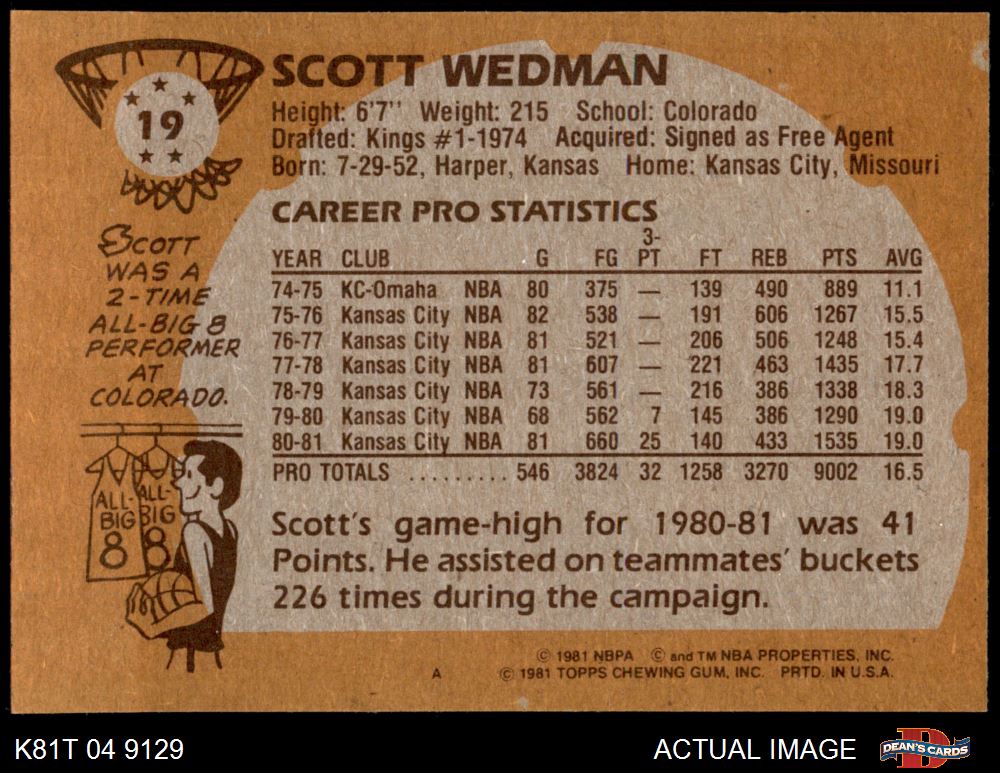 19
SCOTT WEDMAN
Height: 6'7'' Weight: 215 School: Colorado
Drafted: Kings #1-1974 Acquired: Signed as Free Agent
Born: 7-29-52, Harper, Kansas Home: Kansas City, Missouri
CAREER PRO STATISTICS
YEAR CLUB G FG 3-PT FT REB PTS AVG
74-75 KC-Omaha NBA 80 375 — 139 490 889 11.1
75-76 Kansas City NBA 82 538 — 191 606 1267 15.5
76-77 Kansas City NBA 81 521 — 206 506 1248 15.4
77-78 Kansas City NBA 81 607 — 221 463 1435 17.7
78-79 Kansas City NBA 73 561 — 216 386 1338 18.3
79-80 Kansas City NBA 68 562 7 145 386 1290 19.0
80-81 Kansas City NBA 81 660 25 140 433 1535 19.0
PRO TOTALS .......... 546 3824 32 1258 3270 9002 16.5
Scott's game-high for 1980-81 was 41
Points. He assisted on teammates' buckets
226 times during the campaign.
SCOTT
WAS A
2-TIME
ALL-BIG 8
PERFORMER
AT
COLORADO.
ALL-
BIG
8
ALL-
BIG
8
© 1981 NBPA © and TM NBA PROPERTIES, INC.
A © 1981 TOPPS CHEWING GUM, INC. PRTD. IN U.S.A.
K81T 04 9129
ACTUAL IMAGE
DEAN'S CARDS